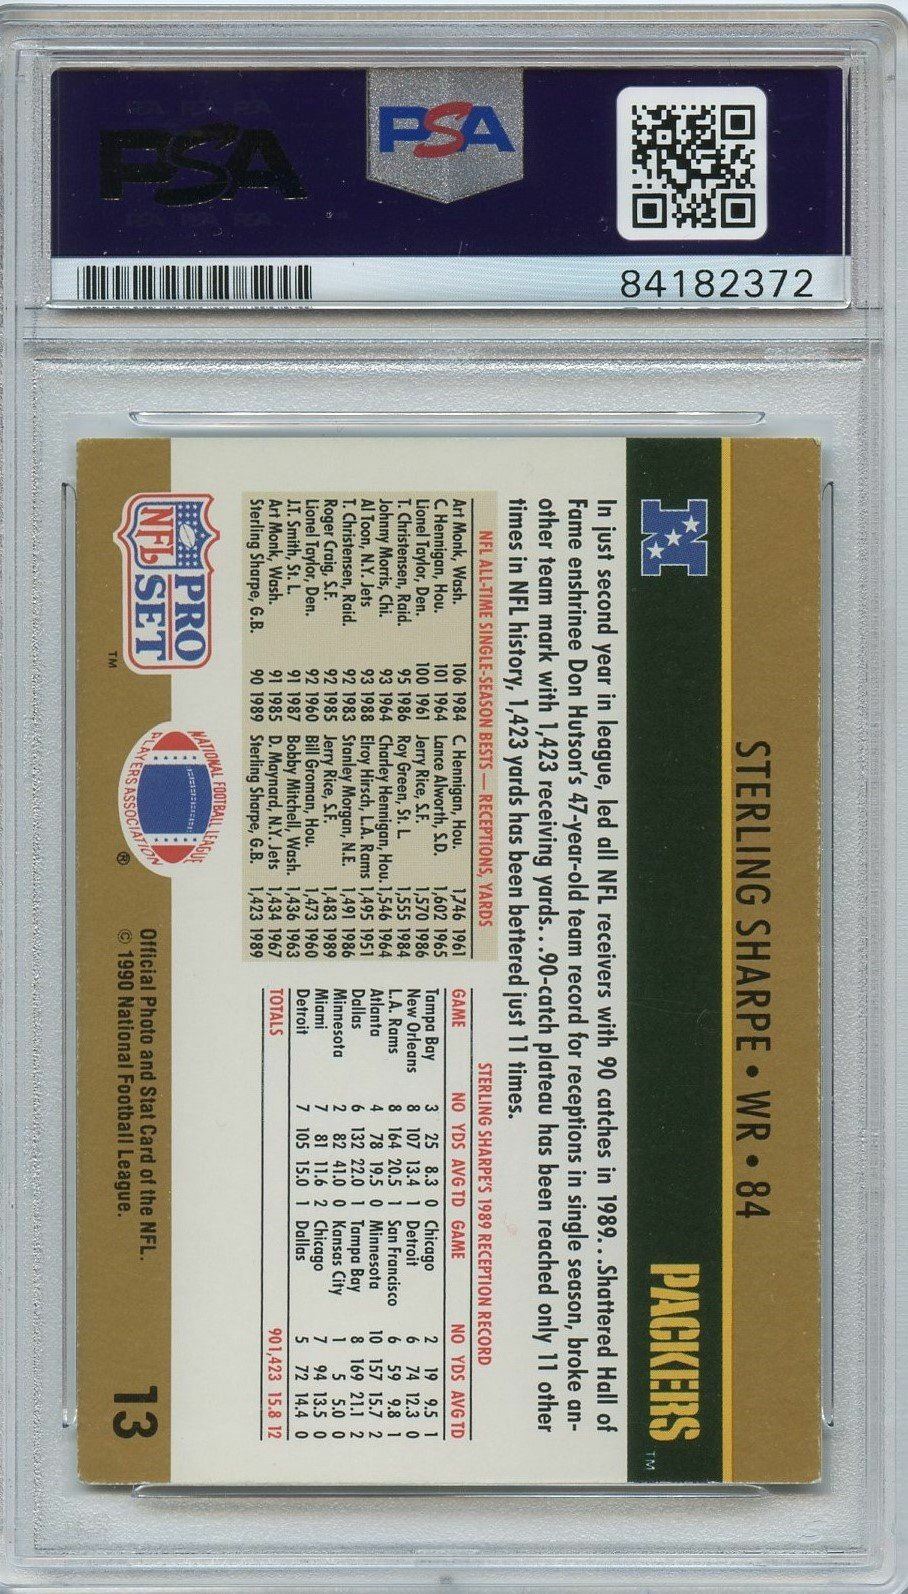 PSA
PSA
84182372
STERLING SHARPE • WR • 84
N
PACKERS ™
In just second year in league, led all NFL receivers with 90 catches in 1989. . .Shattered Hall of
Fame enshrinee Don Hutson's 47-year-old team record for receptions in single season, broke an-
other team mark with 1,423 receiving yards. . .90-catch plateau has been reached only 11 other
times in NFL history, 1,423 yards has been bettered just 11 times.
NFL ALL-TIME SINGLE-SEASON BESTS — RECEPTIONS, YARDS
Art Monk, Wash. 106 1984 C. Hennigan, Hou. 1,746 1961
C. Hennigan, Hou. 101 1964 Lance Alworth, S.D. 1,602 1965
Lionel Taylor, Den. 100 1961 Jerry Rice, S.F. 1,570 1986
T. Christensen, Raid. 95 1986 Roy Green, St. L. 1,555 1984
Johnny Morris, Chi. 93 1964 Charley Hennigan, Hou. 1,546 1964
Al Toon, N.Y. Jets 93 1988 Elroy Hirsch, L.A. Rams 1,495 1951
T. Christensen, Raid. 92 1983 Stanley Morgan, N.E. 1,491 1986
Roger Craig, S.F. 92 1985 Jerry Rice, S.F. 1,483 1989
Lionel Taylor, Den. 92 1960 Bill Groman, Hou. 1,473 1960
J.T. Smith, St. L. 91 1987 Bobby Mitchell, Wash. 1,436 1963
Art Monk, Wash. 91 1985 D. Maynard, N.Y. Jets 1,434 1967
Sterling Sharpe, G.B. 90 1989 Sterling Sharpe, G.B. 1,423 1989
STERLING SHARPE'S 1989 RECEPTION RECORD
GAME NO YDS AVG TD GAME NO YDS AVG TD
Tampa Bay 3 25 8.3 0 Chicago 2 19 9.5 1
New Orleans 8 107 13.4 1 Detroit 6 74 12.3 0
L.A. Rams 8 164 20.5 1 San Francisco 6 59 9.8 1
Atlanta 4 78 19.5 0 Minnesota 10 157 15.7 2
Dallas 6 132 22.0 1 Tampa Bay 8 169 21.1 2
Minnesota 2 82 41.0 0 Kansas City 1 5 5.0 0
Miami 7 81 11.6 2 Chicago 7 94 13.5 0
Detroit 7 105 15.0 1 Dallas 5 72 14.4 0
TOTALS 90 1,423 15.8 12
NFL PRO SET ™
NATIONAL FOOTBALL LEAGUE
PLAYERS ASSOCIATION ®
Official Photo and Stat Card of the NFL.
© 1990 National Football League.
13